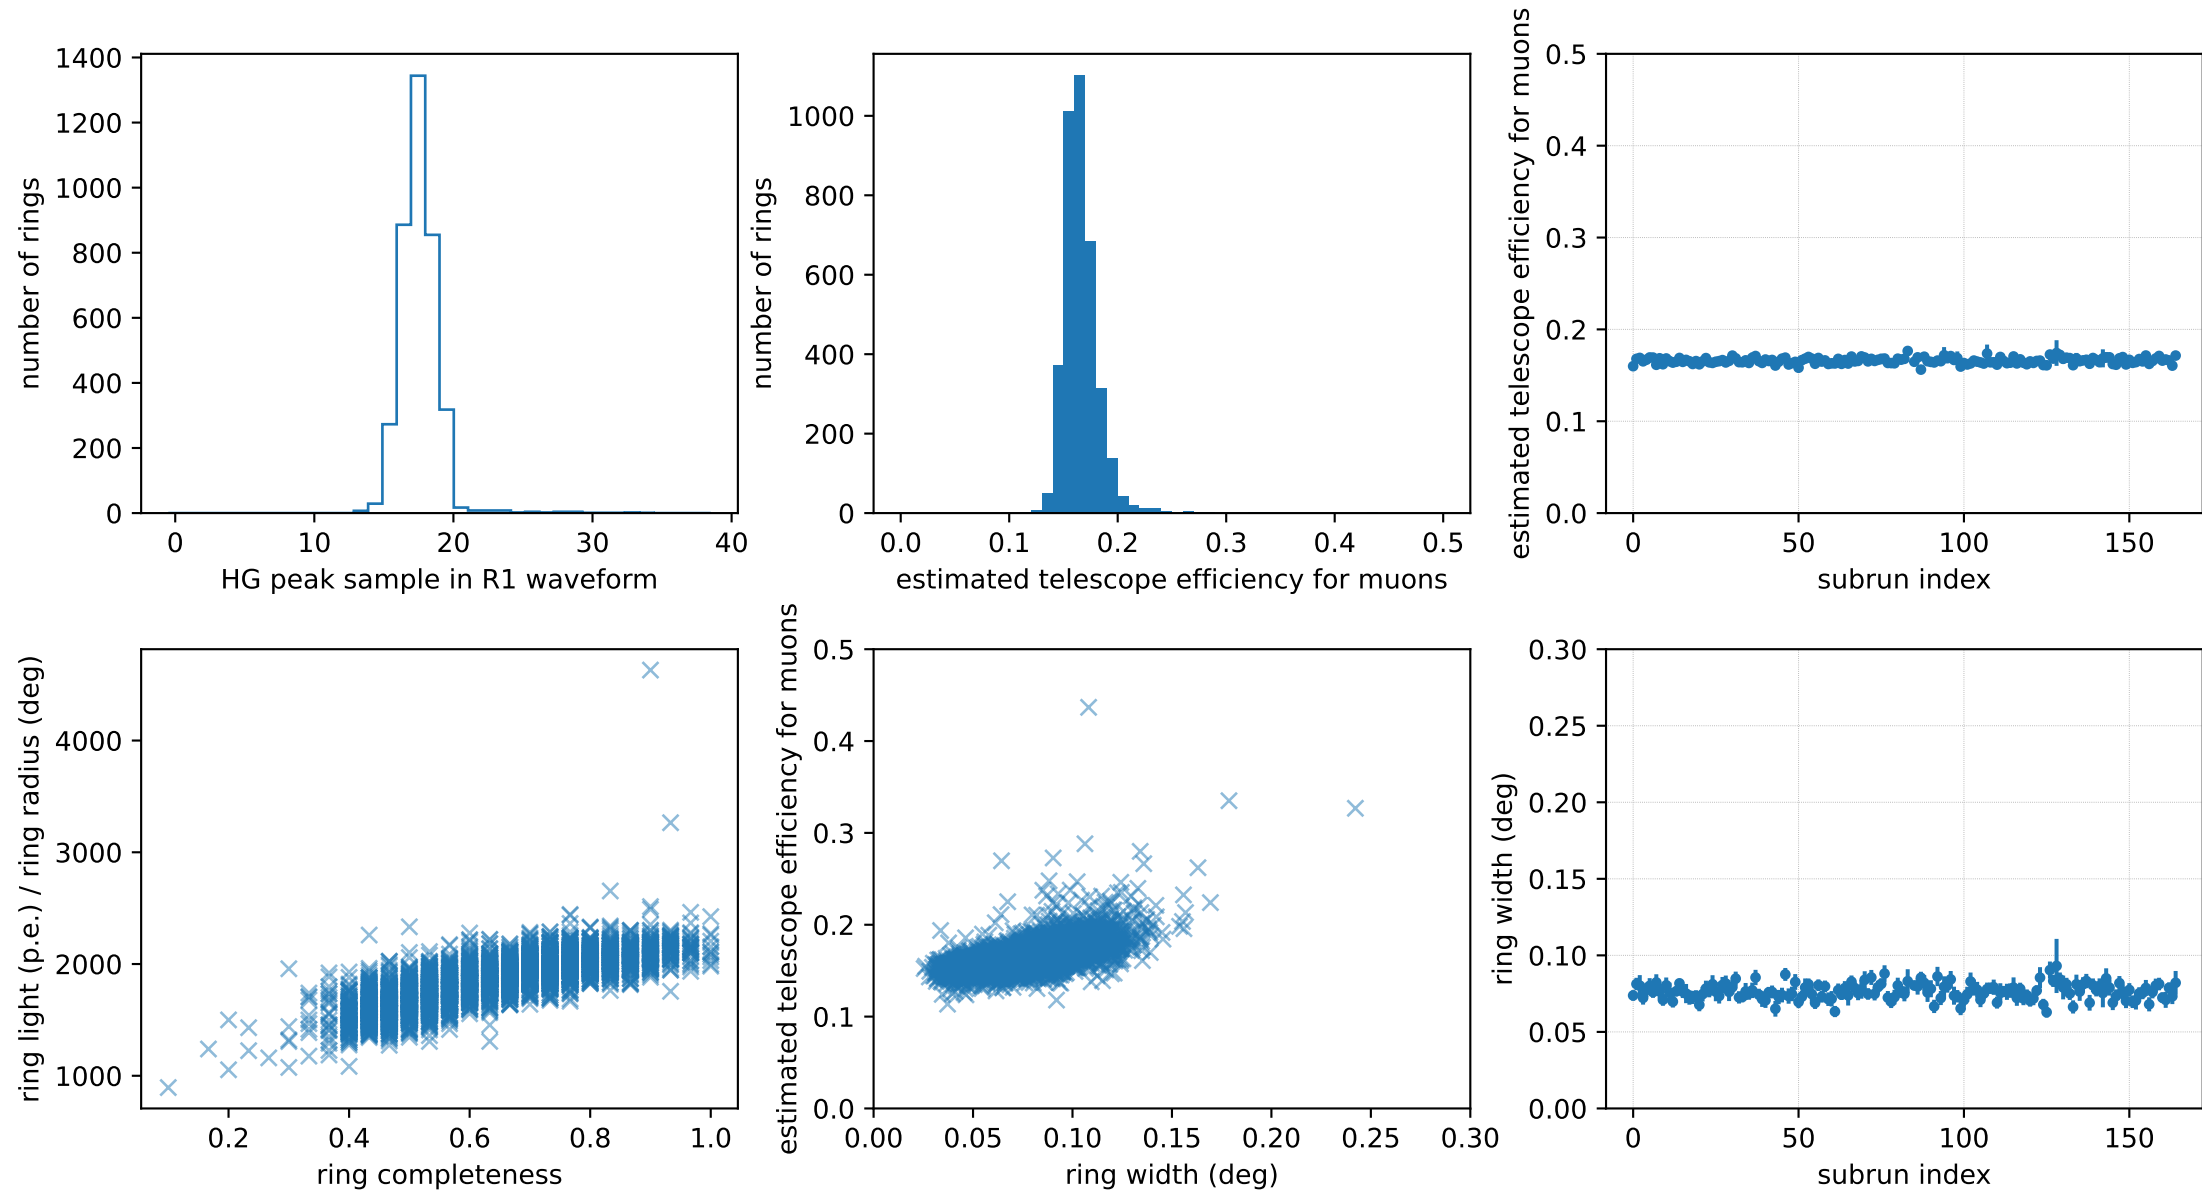 1400
1200
1000
800
600
400
200
0
number of rings
0 10 20 30 40
HG peak sample in R1 waveform
1000
800
600
400
200
0
number of rings
0.0 0.1 0.2 0.3 0.4 0.5
estimated telescope efficiency for muons
0.5
0.4
0.3
0.2
0.1
0.0
estimated telescope efficiency for muons
0 50 100 150
subrun index
4000
3000
2000
1000
ring light (p.e.) / ring radius (deg)
0.2 0.4 0.6 0.8 1.0
ring completeness
0.5
0.4
0.3
0.2
0.1
0.0
estimated telescope efficiency for muons
0.00 0.05 0.10 0.15 0.20 0.25 0.30
ring width (deg)
0.30
0.25
0.20
0.15
0.10
0.05
0.00
ring width (deg)
0 50 100 150
subrun index